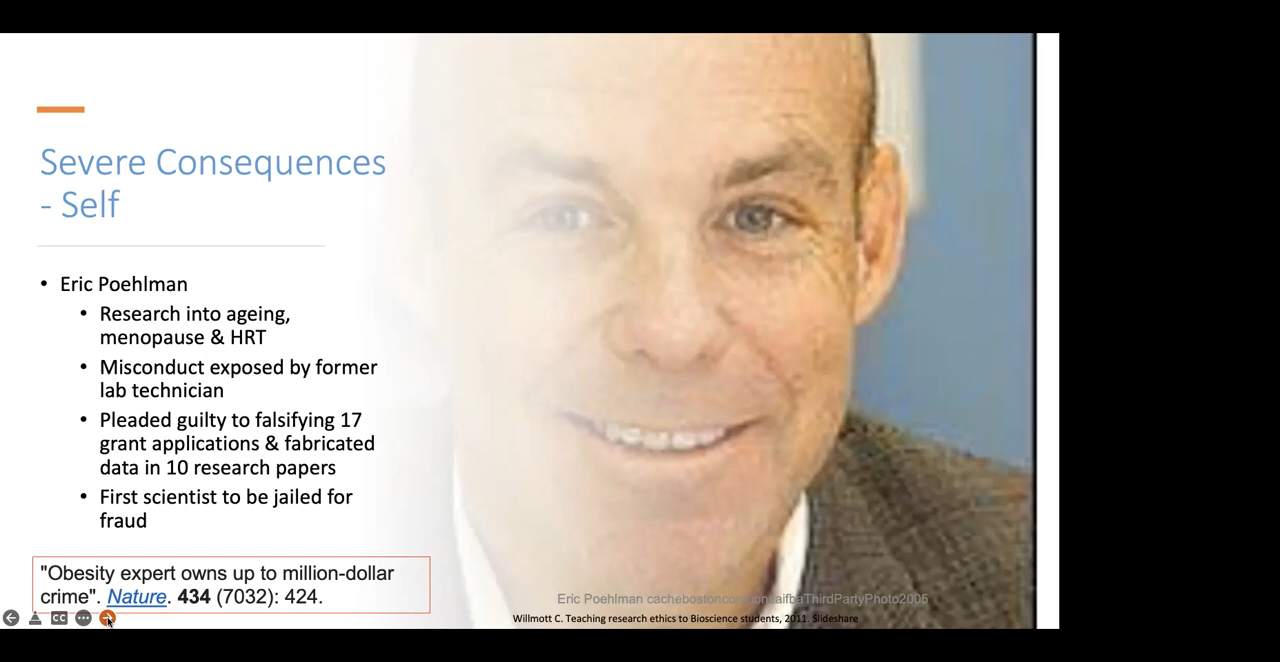 Severe Consequences
- Self
• Eric Poehlman
• Research into ageing,
menopause & HRT
• Misconduct exposed by former
lab technician
• Pleaded guilty to falsifying 17
grant applications & fabricated
data in 10 research papers
• First scientist to be jailed for
fraud
"Obesity expert owns up to million-dollar
crime". Nature. 434 (7032): 424.
CC
Eric Poehlman
Willmott C. Teaching research ethics to Bioscience students, 2011. Slideshare